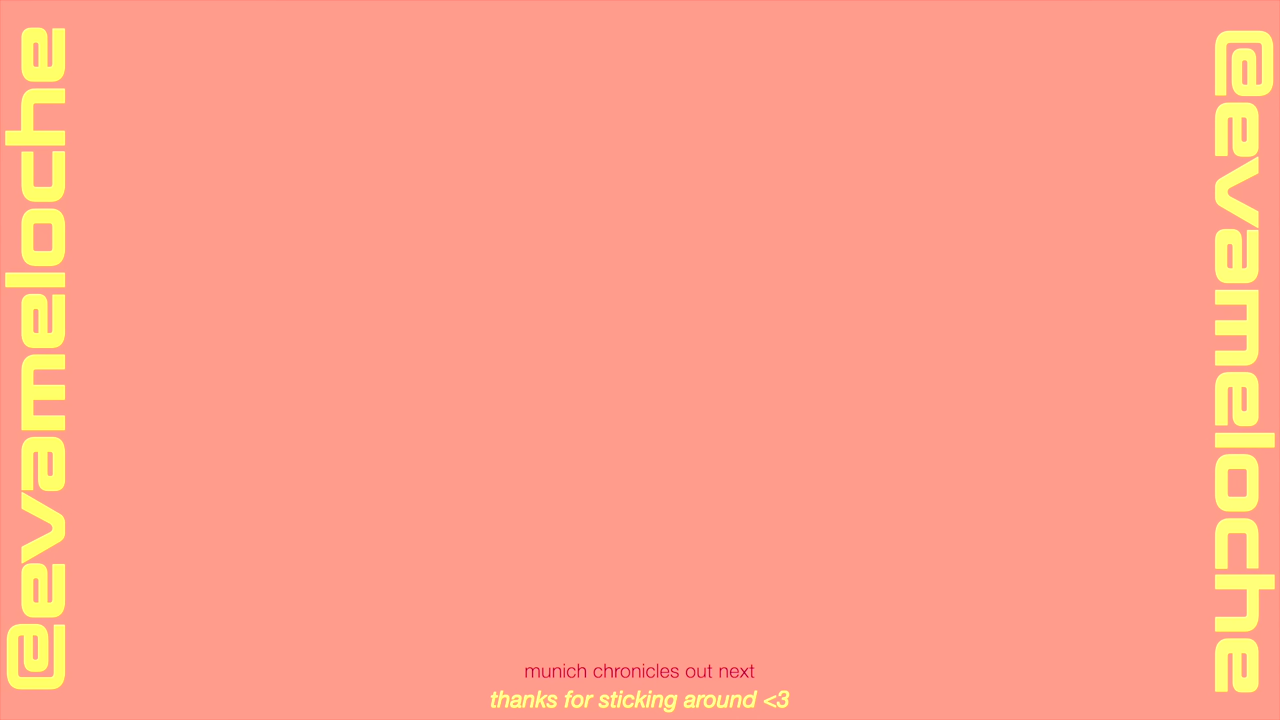 @evameloche
@evameloche
munich chronicles out next
thanks for sticking around <3